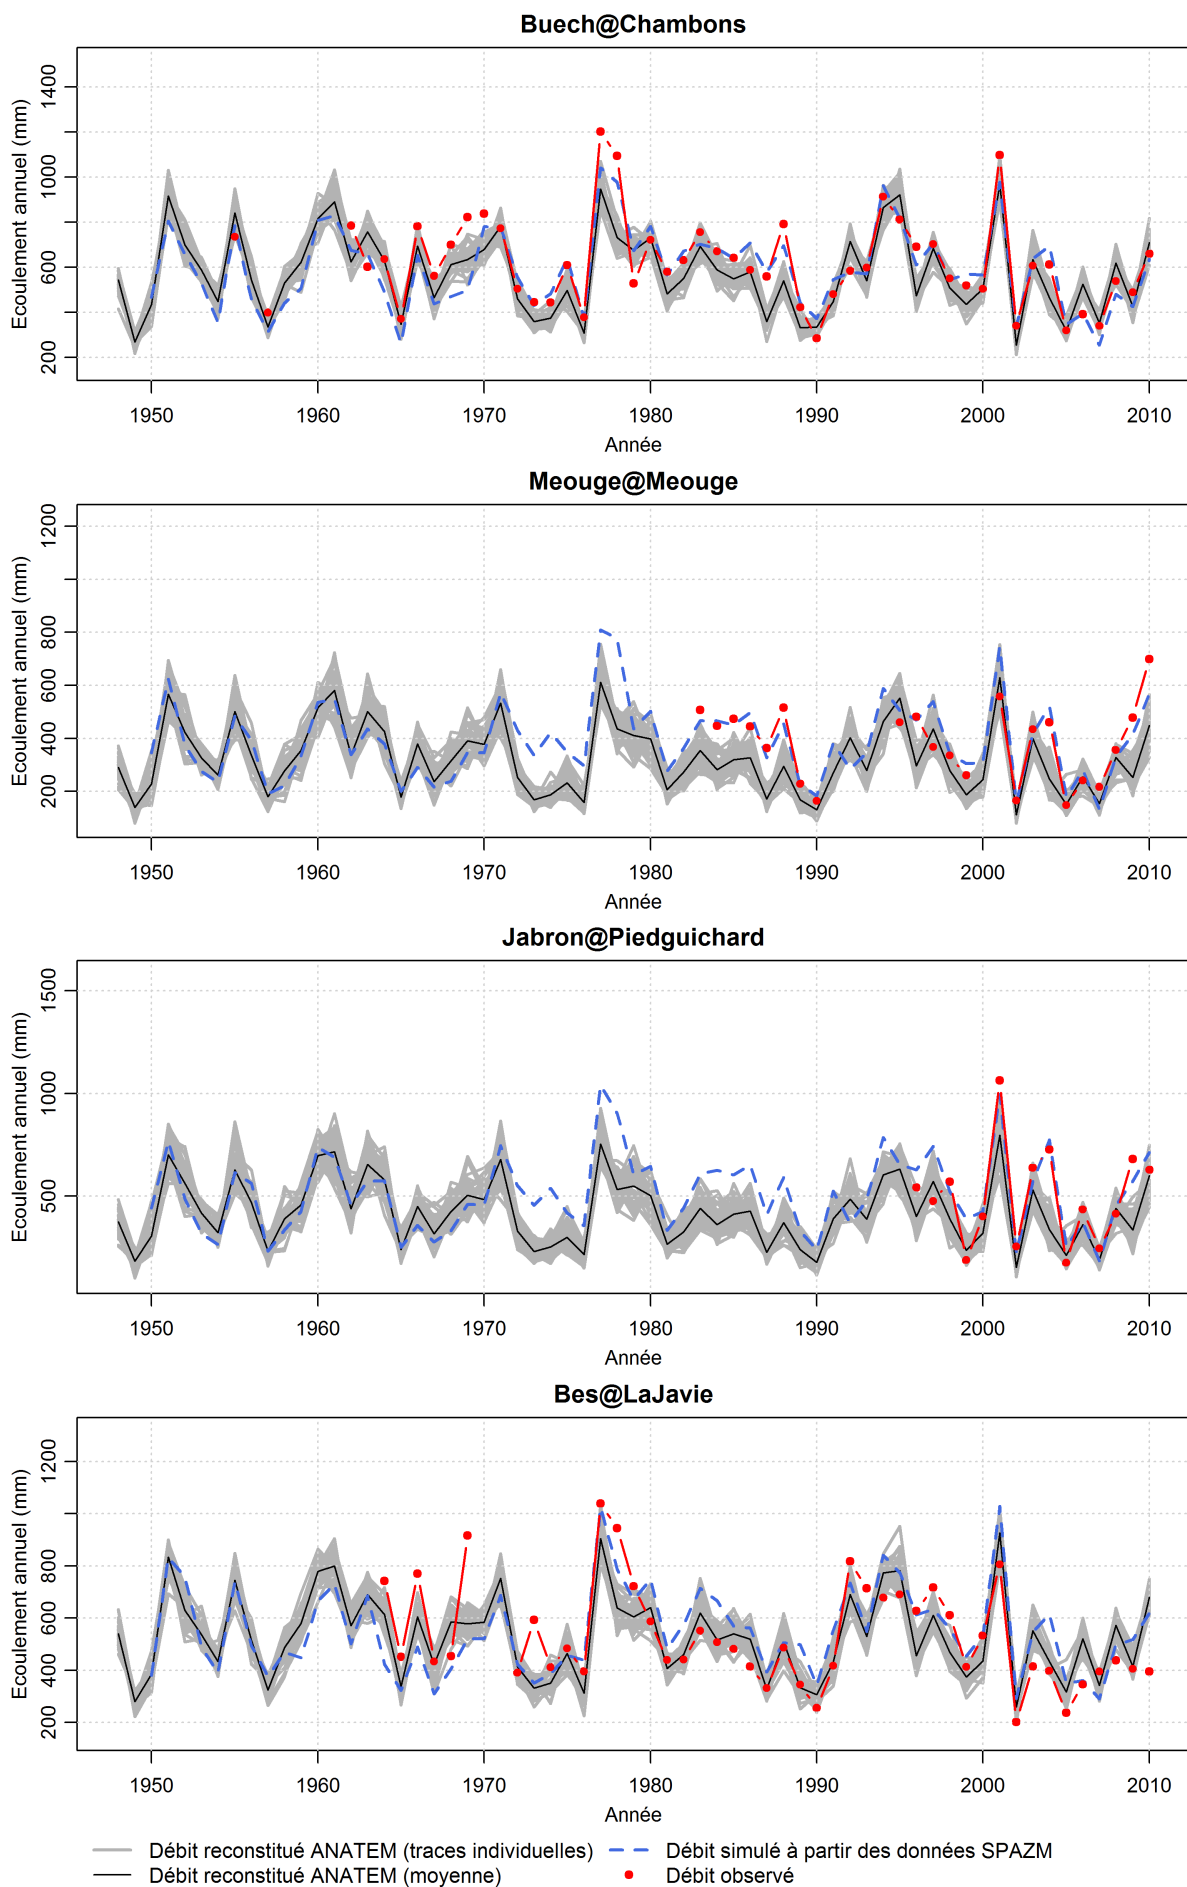 Buech@Chambons
Ecoulement annuel (mm)
200 600 1000 1400
1950 1960 1970 1980 1990 2000 2010
Année
Meouge@Meouge
Ecoulement annuel (mm)
200 400 600 800 1200
1950 1960 1970 1980 1990 2000 2010
Année
Jabron@Piedguichard
Ecoulement annuel (mm)
500 1000 1500
1950 1960 1970 1980 1990 2000 2010
Année
Bes@LaJavie
Ecoulement annuel (mm)
200 400 600 800 1200
1950 1960 1970 1980 1990 2000 2010
Année
Débit reconstitué ANATEM (traces individuelles)
Débit reconstitué ANATEM (moyenne)
Débit simulé à partir des données SPAZM
Débit observé